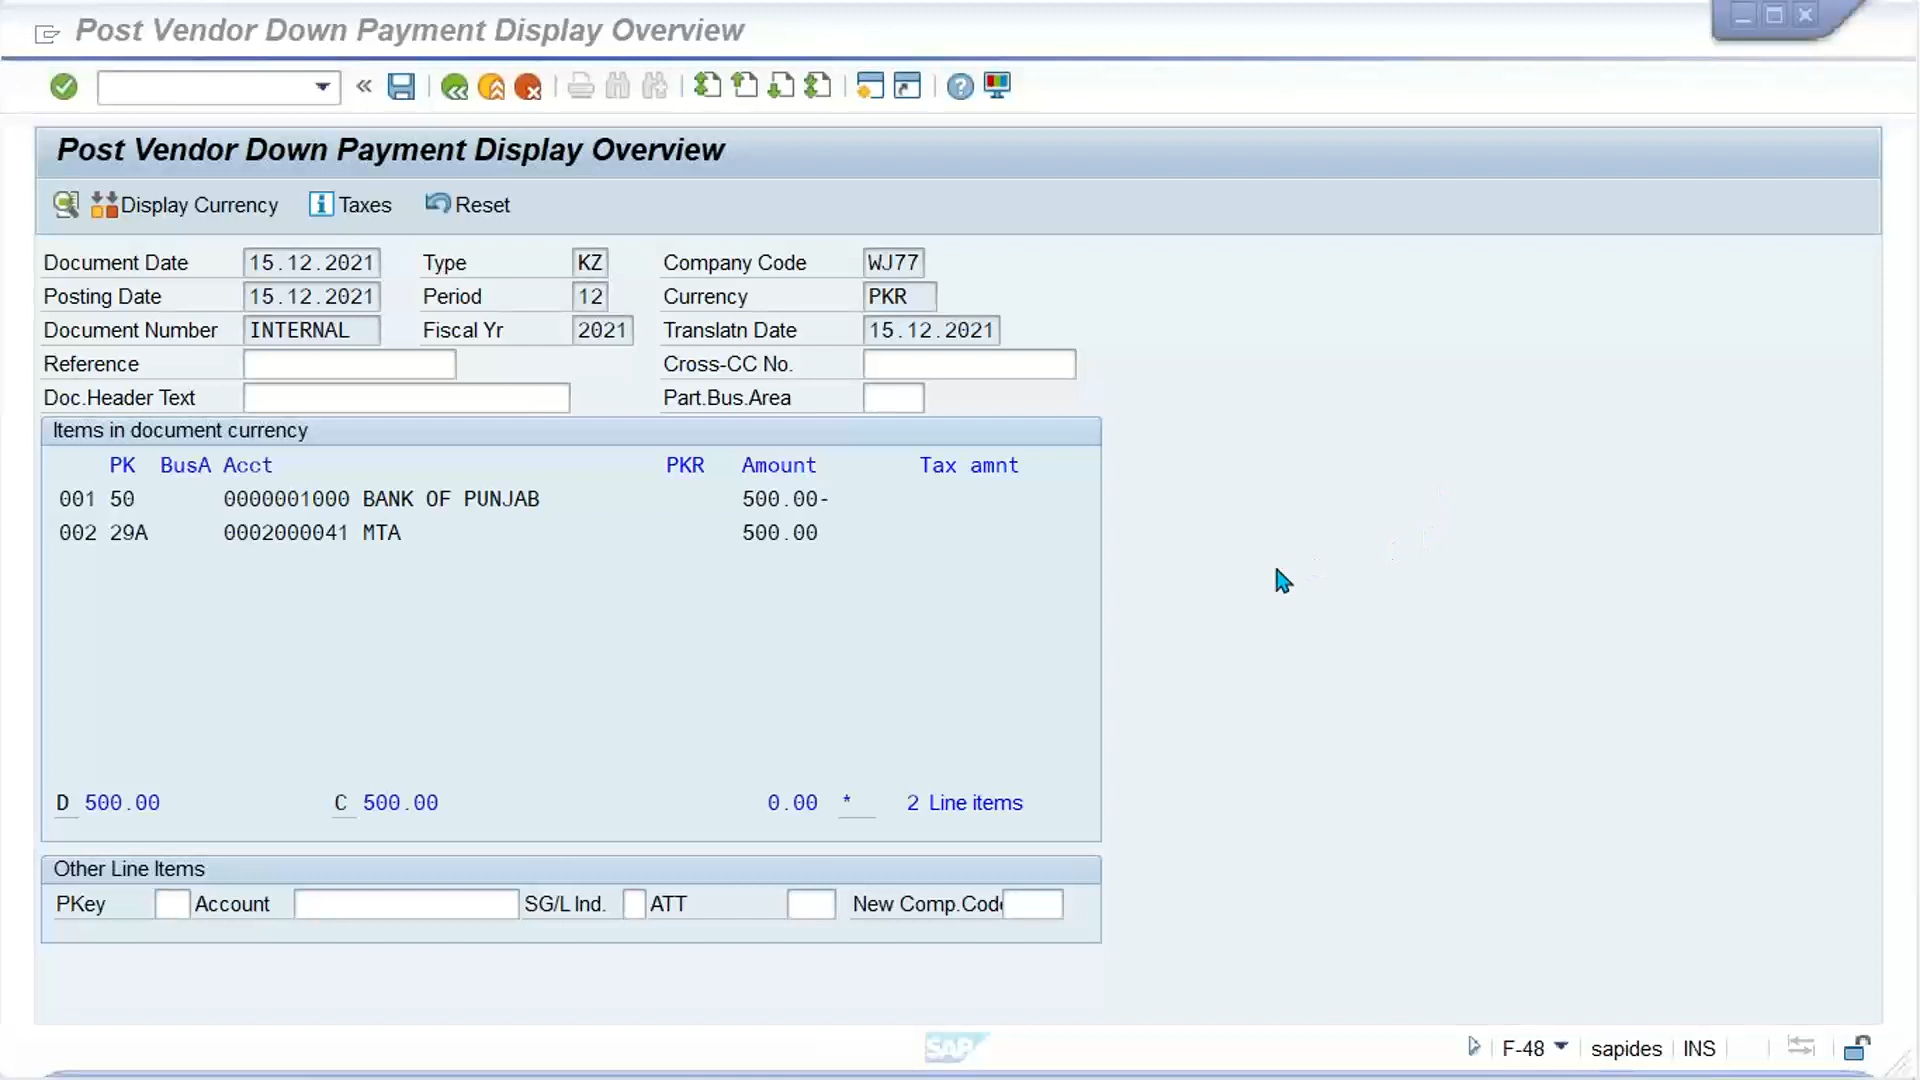 Post Vendor Down Payment Display Overview
Post Vendor Down Payment Display Overview
Display Currency Taxes Reset
Document Date 15.12.2021 Type KZ Company Code WJ77
Posting Date 15.12.2021 Period 12 Currency PKR
Document Number INTERNAL Fiscal Yr 2021 Translatn Date 15.12.2021
Reference Cross-CC No.
Doc.Header Text Part.Bus.Area
Items in document currency
PK BusA Acct PKR Amount Tax amnt
001 50 0000001000 BANK OF PUNJAB 500.00-
002 29A 0002000041 MTA 500.00
D 500.00 C 500.00 0.00 * 2 Line items
Other Line Items
PKey Account SG/L Ind. ATT New Comp.Code
SAP F-48 sapides INS